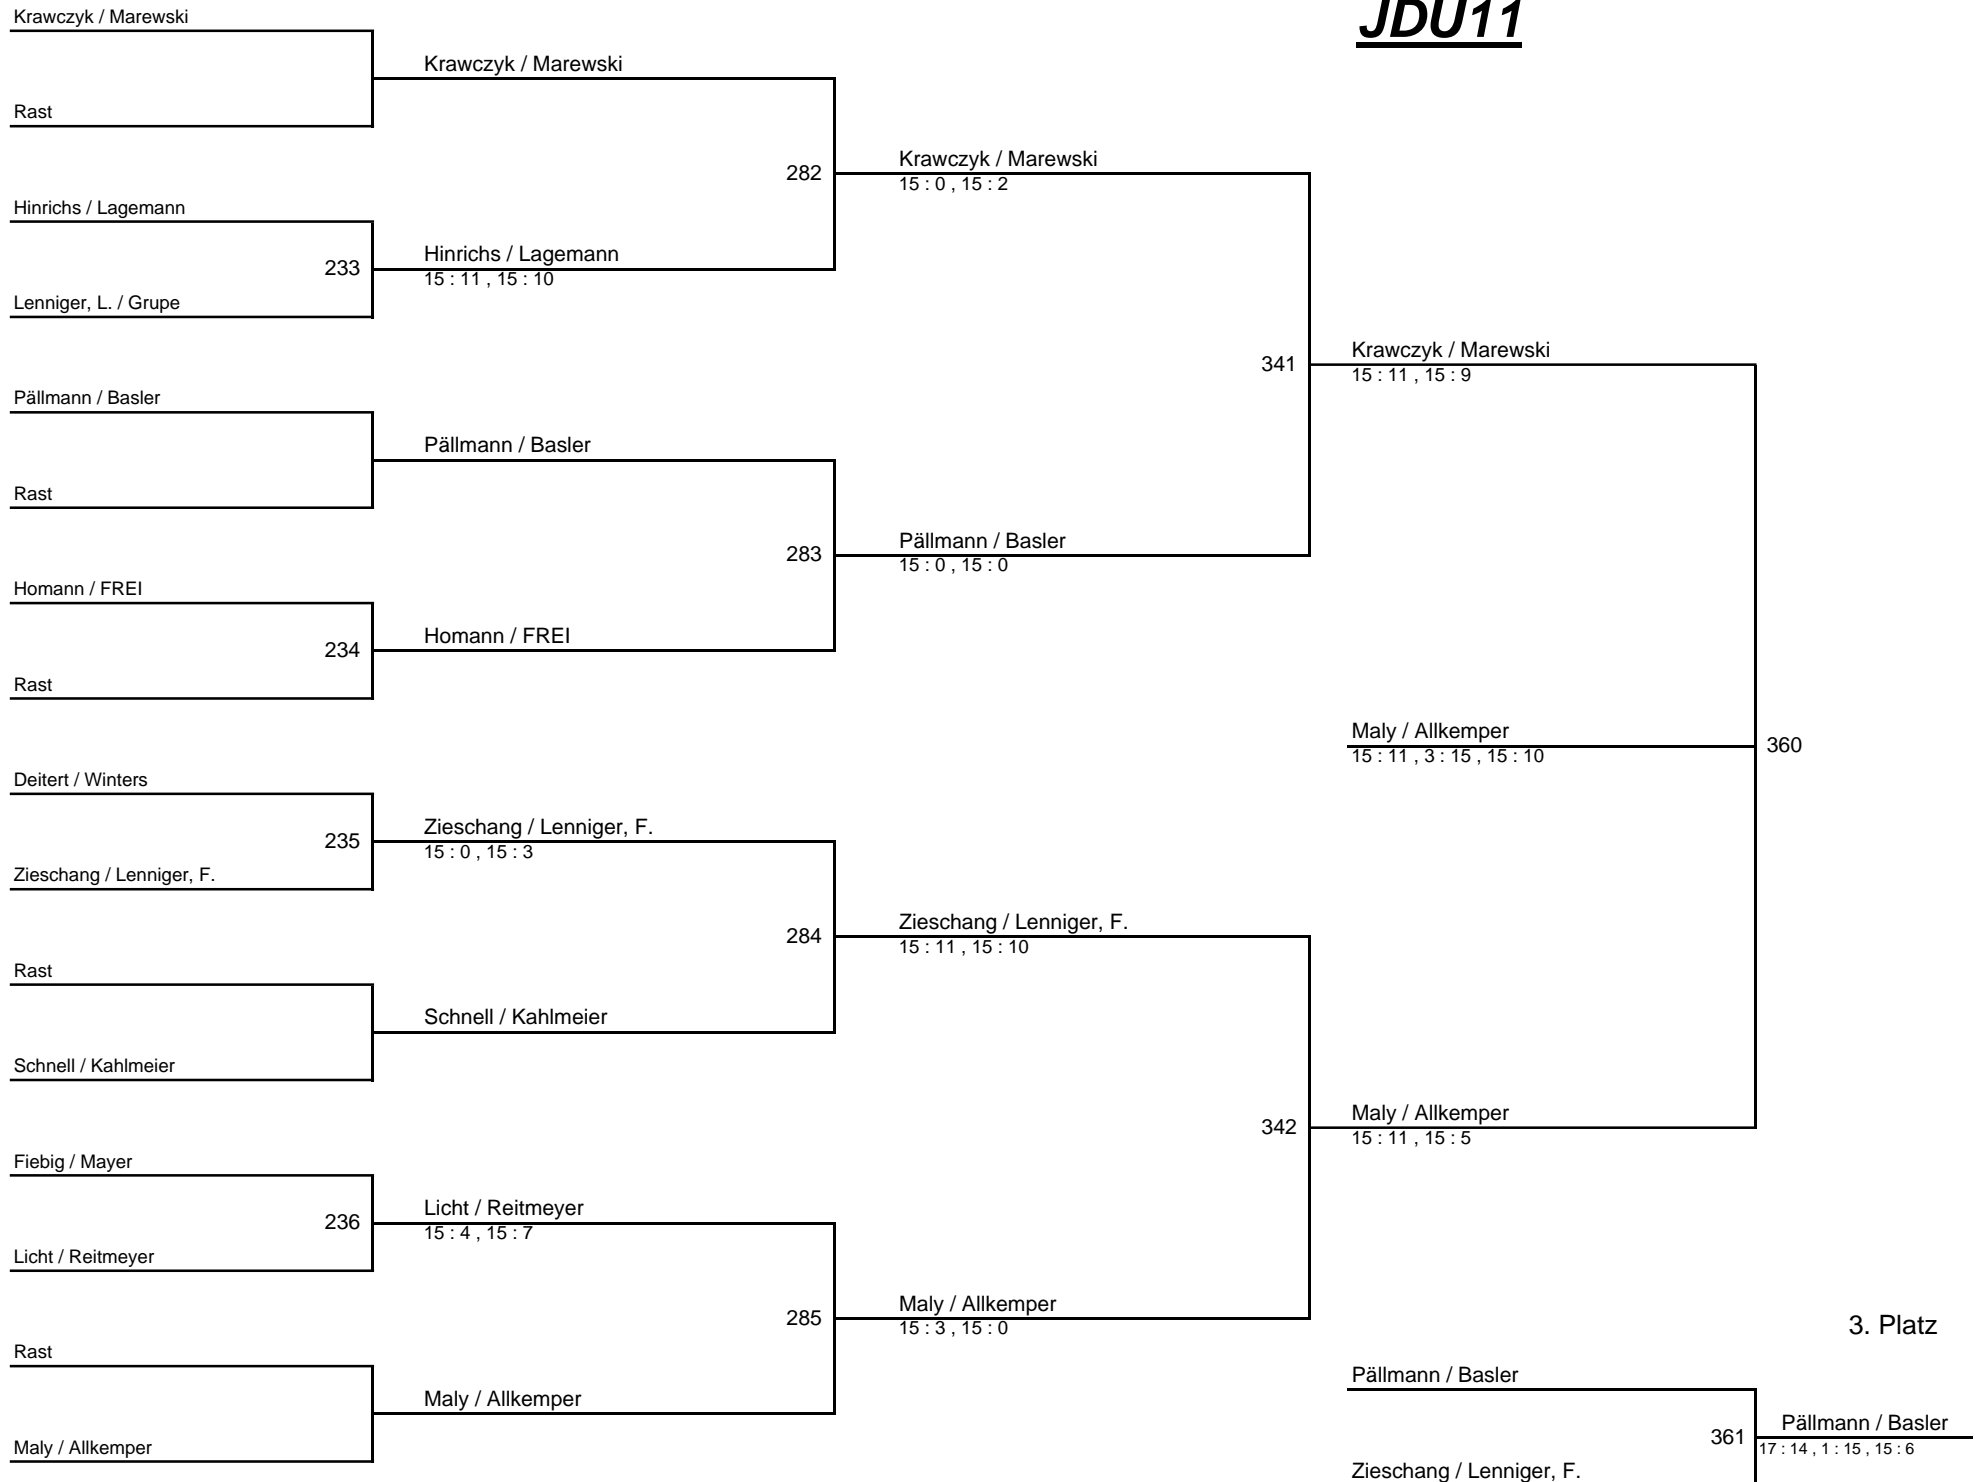 JDU11
Krawczyk / Marewski
Krawczyk / Marewski
Rast
282
Krawczyk / Marewski
15 : 0 , 15 : 2
Hinrichs / Lagemann
233
Hinrichs / Lagemann
15 : 11 , 15 : 10
Lenniger, L. / Grupe
341
Krawczyk / Marewski
15 : 11 , 15 : 9
Pällmann / Basler
Pällmann / Basler
Rast
283
Pällmann / Basler
15 : 0 , 15 : 0
Homann / FREI
234
Homann / FREI
Rast
Maly / Allkemper
15 : 11 , 3 : 15 , 15 : 10
360
Deitert / Winters
235
Zieschang / Lenniger, F.
15 : 0 , 15 : 3
Zieschang / Lenniger, F.
284
Zieschang / Lenniger, F.
15 : 11 , 15 : 10
Rast
Schnell / Kahlmeier
Schnell / Kahlmeier
342
Maly / Allkemper
15 : 11 , 15 : 5
Fiebig / Mayer
236
Licht / Reitmeyer
15 : 4 , 15 : 7
Licht / Reitmeyer
285
Maly / Allkemper
15 : 3 , 15 : 0
Rast
Maly / Allkemper
Maly / Allkemper
3. Platz
Pällmann / Basler
361
Pällmann / Basler
17 : 14 , 1 : 15 , 15 : 6
Zieschang / Lenniger, F.